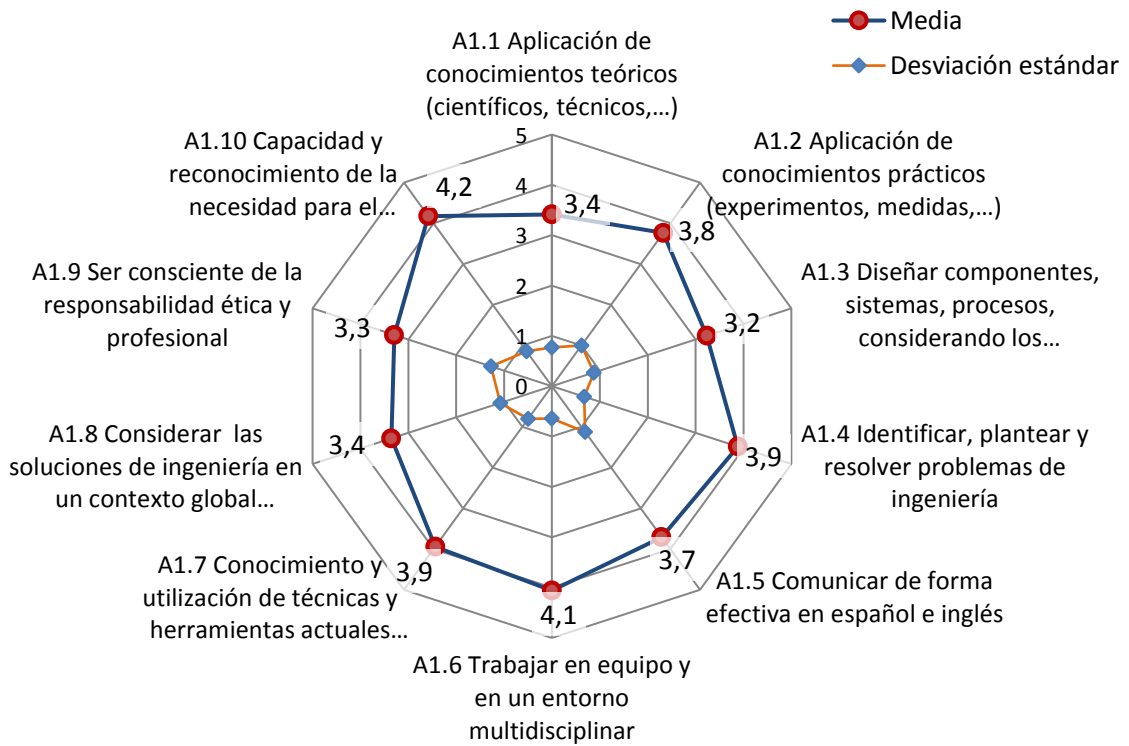 Media
Desviación estándar
A1.1 Aplicación de
conocimientos teóricos
(científicos, técnicos,…)
A1.2 Aplicación de
conocimientos prácticos
(experimentos, medidas,…)
A1.3 Diseñar componentes,
sistemas, procesos,
considerando los…
A1.4 Identificar, plantear y
resolver problemas de
ingeniería
A1.5 Comunicar de forma
efectiva en español e inglés
A1.6 Trabajar en equipo y
en un entorno
multidisciplinar
A1.7 Conocimiento y
utilización de técnicas y
herramientas actuales…
A1.8 Considerar las
soluciones de ingeniería en
un contexto global…
A1.9 Ser consciente de la
responsabilidad ética y
profesional
A1.10 Capacidad y
reconocimiento de la
necesidad para el…
5
4
3
2
1
0
3,4
3,8
3,2
3,9
3,7
4,1
3,9
3,4
3,3
4,2